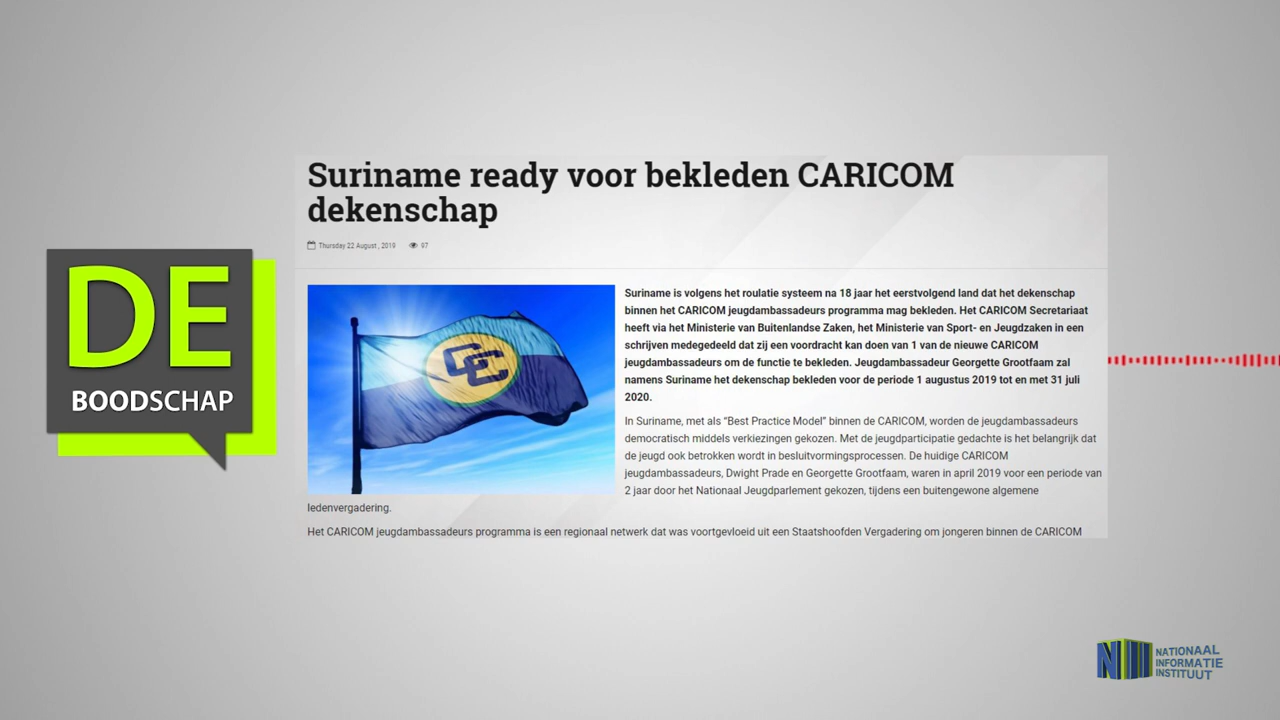 Suriname ready voor bekleden CARICOM
dekenschap
Thursday 22 August , 2019 97
DE
BOODSCHAP
Suriname is volgens het roulatie systeem na 18 jaar het eerstvolgend land dat het dekenschap
binnen het CARICOM jeugdambassadeurs programma mag bekleden. Het CARICOM Secretariaat
heeft via het Ministerie van Buitenlandse Zaken, het Ministerie van Sport- en Jeugdzaken in een
schrijven medegedeeld dat zij een voordracht kan doen van 1 van de nieuwe CARICOM
jeugdambassadeurs om de functie te bekleden. Jeugdambassadeur Georgette Grootfaam zal
namens Suriname het dekenschap bekleden voor de periode 1 augustus 2019 tot en met 31 juli
2020.
In Suriname, met als “Best Practice Model” binnen de CARICOM, worden de jeugdambassadeurs
democratisch middels verkiezingen gekozen. Met de jeugdparticipatie gedachte is het belangrijk dat
de jeugd ook betrokken wordt in besluitvormingsprocessen. De huidige CARICOM
jeugdambassadeurs, Dwight Prade en Georgette Grootfaam, waren in april 2019 voor een periode van
2 jaar door het Nationaal Jeugdparlement gekozen, tijdens een buitengewone algemene
ledenvergadering.
Het CARICOM jeugdambassadeurs programma is een regionaal netwerk dat was voortgevloeid uit een Staatshoofden Vergadering om jongeren binnen de CARICOM
CC
NII
NATIONAAL
INFORMATIE
INSTITUUT